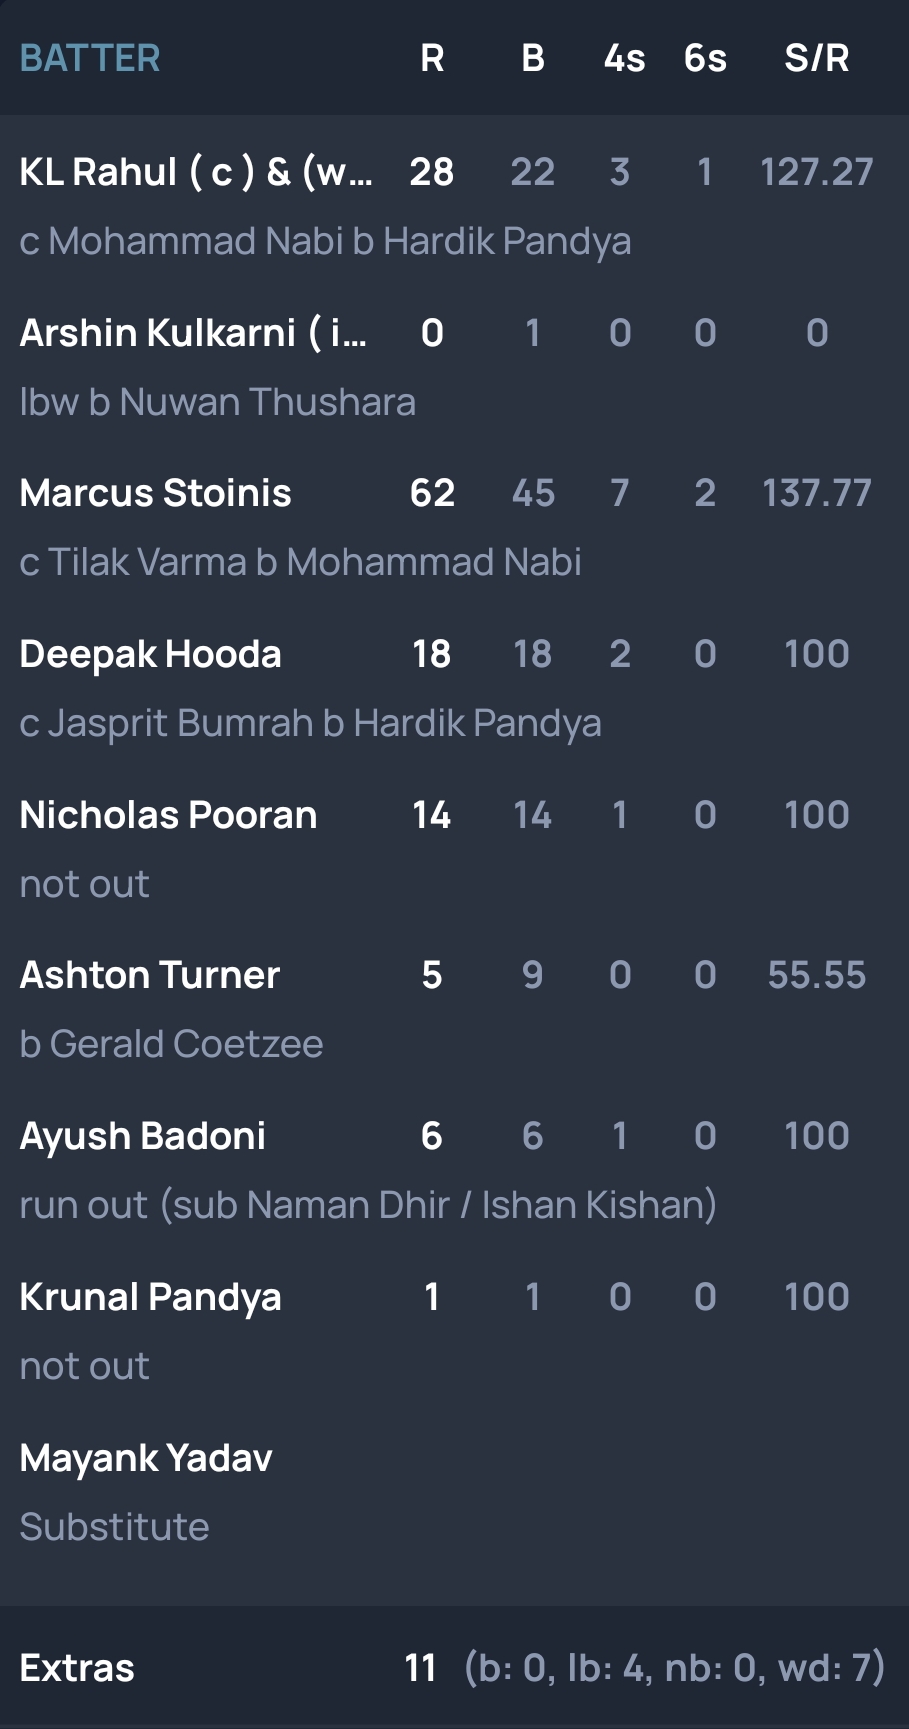 BATTER R B 4s 6s S/R
KL Rahul ( c ) & (w... 28 22 3 1 127.27
c Mohammad Nabi b Hardik Pandya
Arshin Kulkarni ( i... 0 1 0 0 0
lbw b Nuwan Thushara
Marcus Stoinis 62 45 7 2 137.77
c Tilak Varma b Mohammad Nabi
Deepak Hooda 18 18 2 0 100
c Jasprit Bumrah b Hardik Pandya
Nicholas Pooran 14 14 1 0 100
not out
Ashton Turner 5 9 0 0 55.55
b Gerald Coetzee
Ayush Badoni 6 6 1 0 100
run out (sub Naman Dhir / Ishan Kishan)
Krunal Pandya 1 1 0 0 100
not out
Mayank Yadav
Substitute
Extras 11 (b: 0, lb: 4, nb: 0, wd: 7)